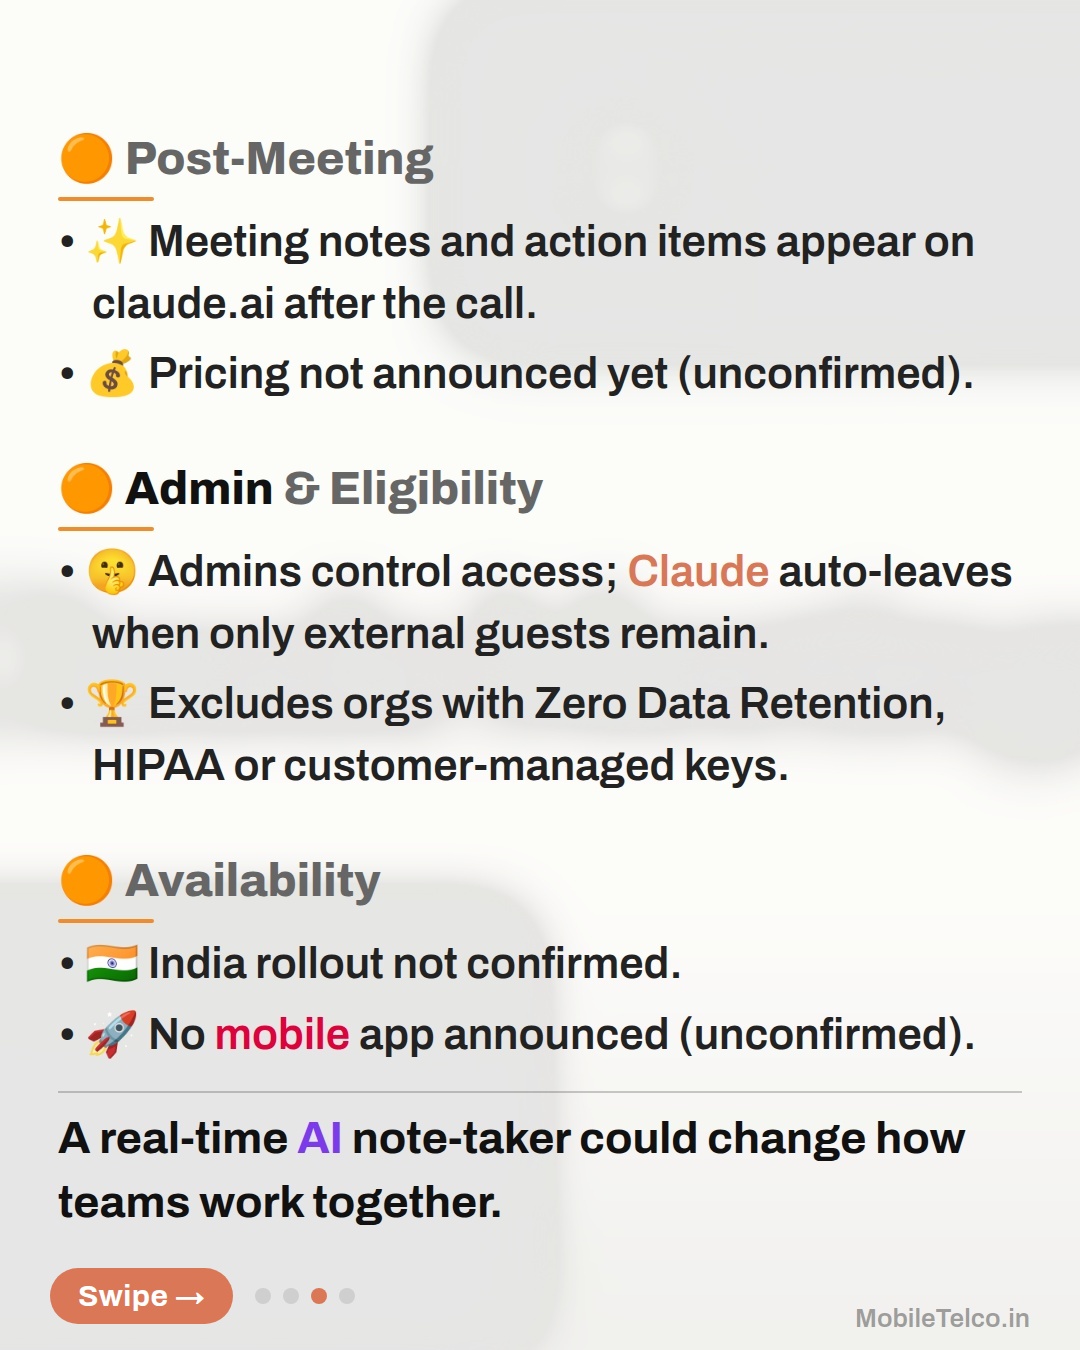 🟠 Post-Meeting
• ✨ Meeting notes and action items appear on
claude.ai after the call.
• 💰 Pricing not announced yet (unconfirmed).
🟠 Admin & Eligibility
• 🤫 Admins control access; Claude auto-leaves
when only external guests remain.
• 🏆 Excludes orgs with Zero Data Retention,
HIPAA or customer-managed keys.
🟠 Availability
• 🇮🇳 India rollout not confirmed.
• 🚀 No mobile app announced (unconfirmed).
A real-time AI note-taker could change how
teams work together.
Swipe →
MobileTelco.in